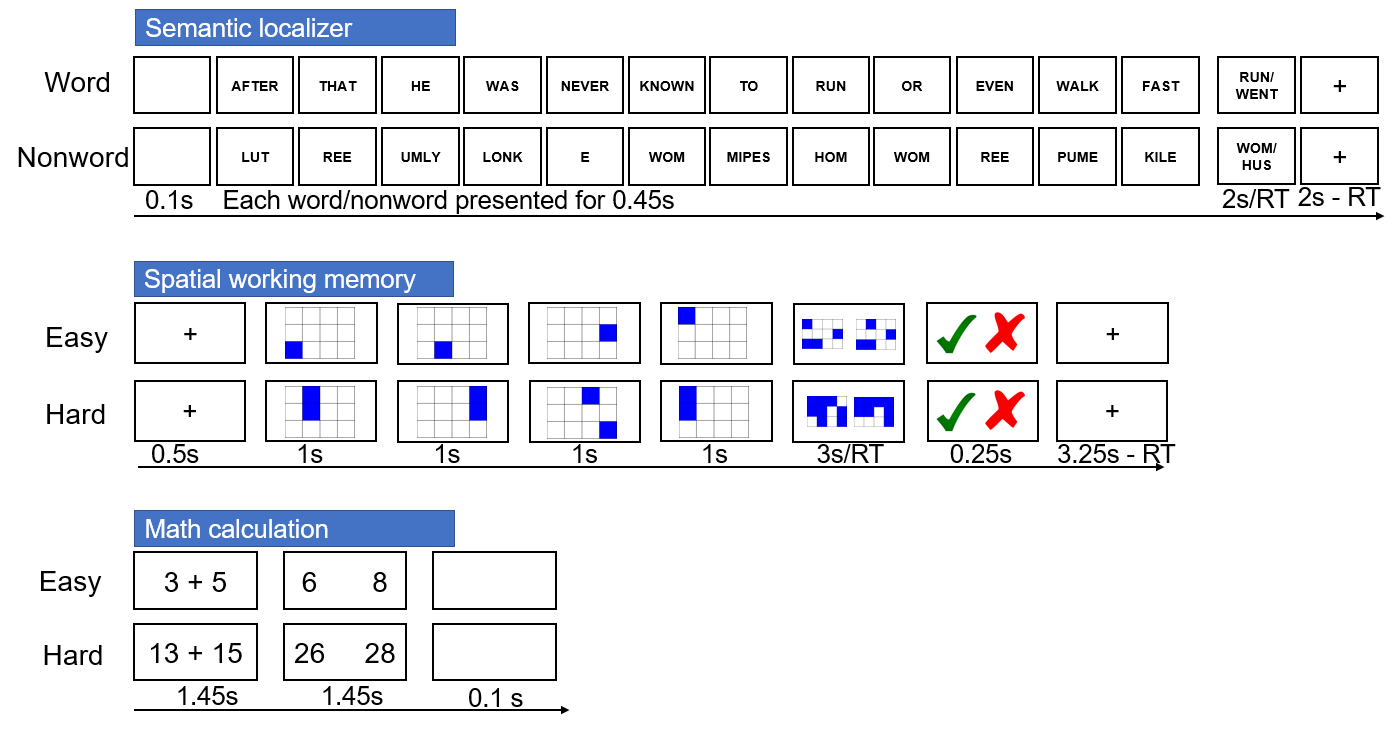 Semantic localizer
Word AFTER THAT HE WAS NEVER KNOWN TO RUN OR EVEN WALK FAST RUN/ WENT +
Nonword LUT REE UMLY LONK E WOM MIPES HOM WOM REE PUME KILE WOM/ HUS +
0.1s Each word/nonword presented for 0.45s 2s/RT 2s - RT
Spatial working memory
Easy + +
Hard + +
0.5s 1s 1s 1s 1s 3s/RT 0.25s 3.25s - RT
Math calculation
Easy 3 + 5 6 8
Hard 13 + 15 26 28
1.45s 1.45s 0.1 s